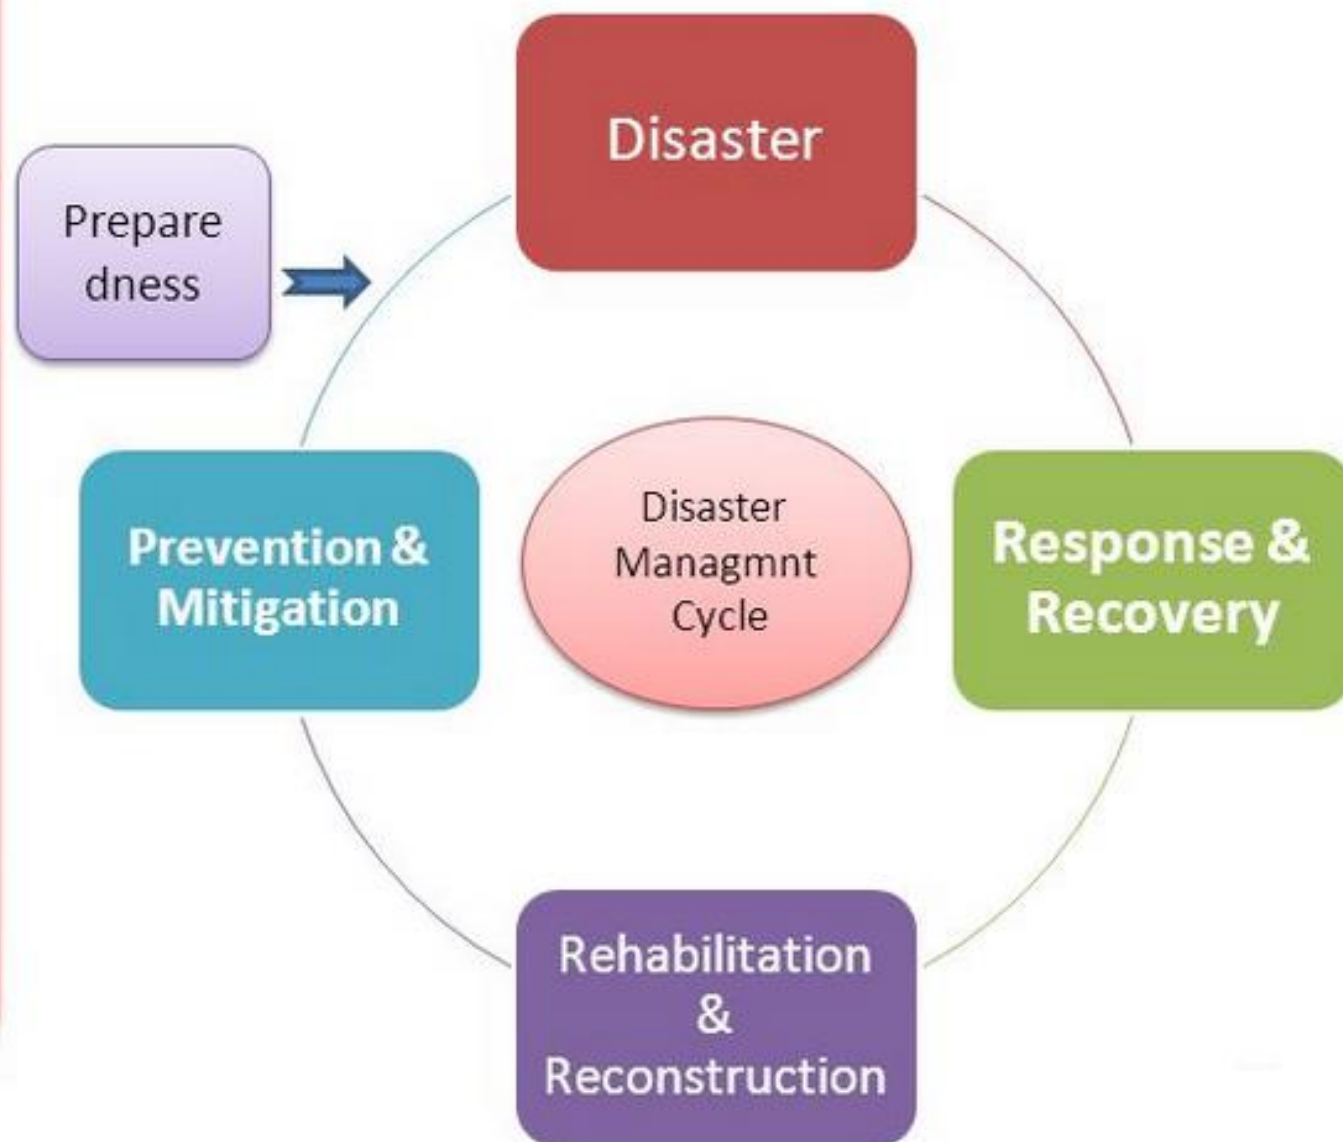 Disaster
Prepare
dness
Prevention &
Mitigation
Disaster
Managmnt
Cycle
Response &
Recovery
Rehabilitation
&
Reconstruction